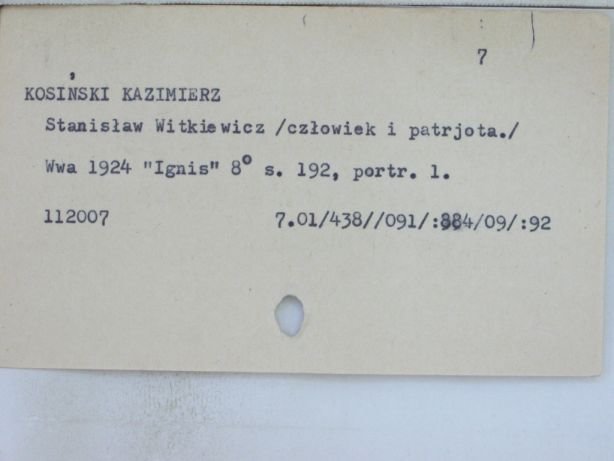 7
KOSIŃSKI KAZIMIERZ
Stanisław Witkiewicz /człowiek i patrjota./
Wwa 1924 "Ignis" 8° s. 192, portr. 1.
112007 7.01/438//091/:884/09/:92